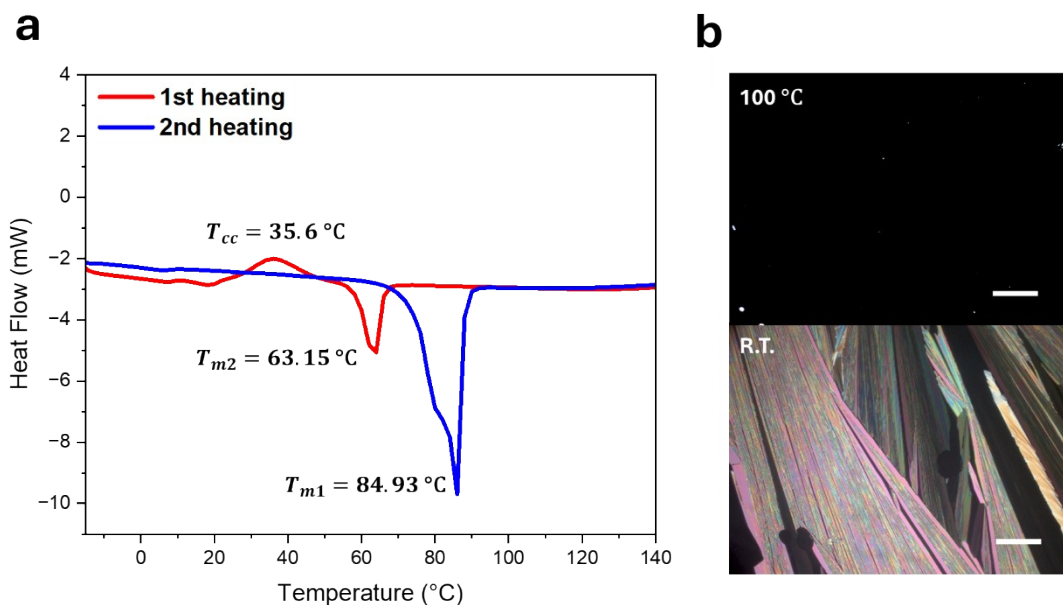 a
b
1st heating
2nd heating
T_cc = 35.6 °C
T_m2 = 63.15 °C
T_m1 = 84.93 °C
Heat Flow (mW)
4
2
0
−2
−4
−6
−8
−10
0
20
40
60
80
100
120
140
Temperature (°C)
100 °C
R.T.